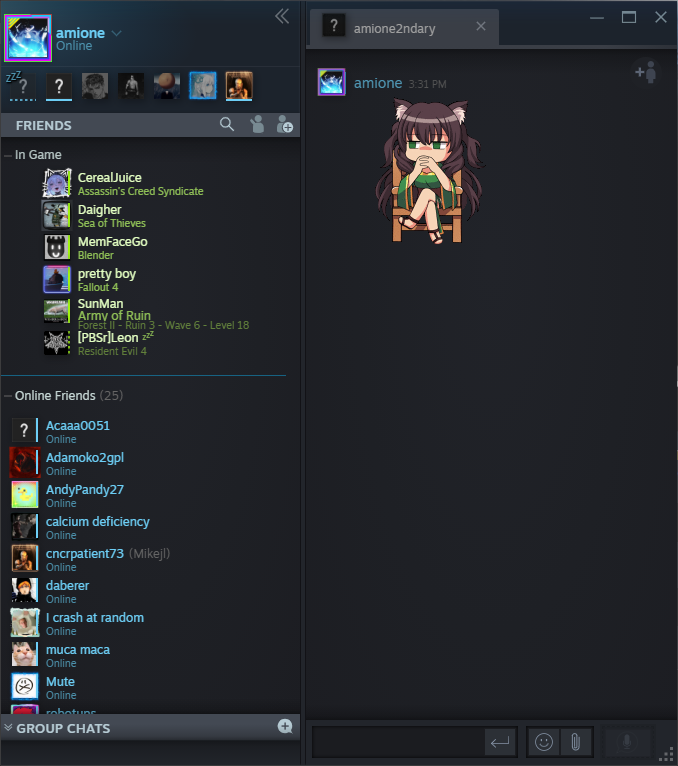 amione
Online
zzz
?
?
FRIENDS
In Game
CerealJuice
Assassin's Creed Syndicate
Daigher
Sea of Thieves
MemFaceGo
Blender
pretty boy
Fallout 4
SunMan
Army of Ruin
Forest II - Ruin 3 - Wave 6 - Level 18
[PBSr]Leon zzz
Resident Evil 4
Online Friends (25)
?
Acaaa0051
Online
Adamoko2gpl
Online
AndyPandy27
Online
calcium deficiency
Online
cncrpatient73 (Mikejl)
Online
daberer
Online
I crash at random
Online
muca maca
Online
Mute
Online
robotups
GROUP CHATS
?
amione2ndary
amione 3:31 PM